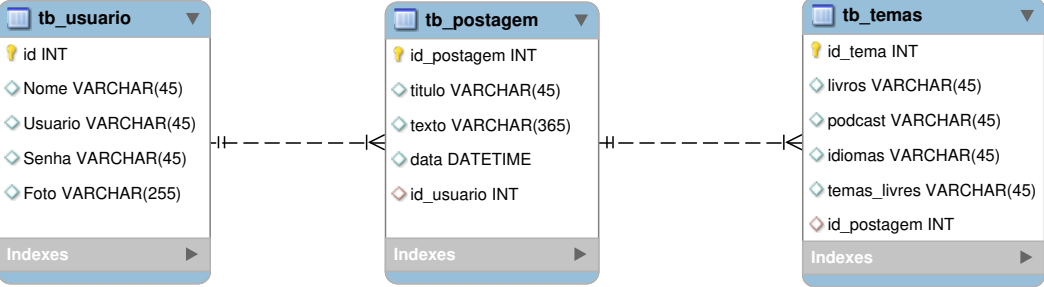 tb_usuario
id INT
Nome VARCHAR(45)
Usuario VARCHAR(45)
Senha VARCHAR(45)
Foto VARCHAR(255)
Indexes
tb_postagem
id_postagem INT
titulo VARCHAR(45)
texto VARCHAR(365)
data DATETIME
id_usuario INT
Indexes
tb_temas
id_tema INT
livros VARCHAR(45)
podcast VARCHAR(45)
idiomas VARCHAR(45)
temas_livres VARCHAR(45)
id_postagem INT
Indexes